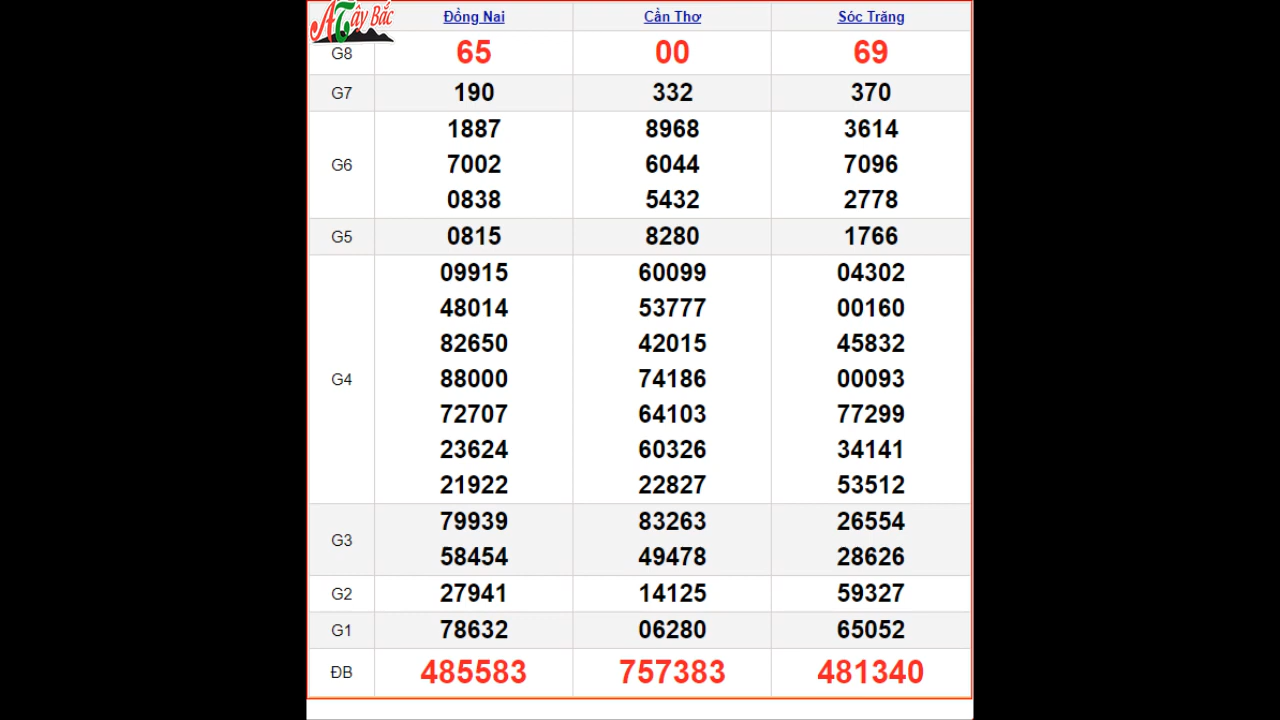 ATây Bắc
Đồng Nai Cần Thơ Sóc Trăng
G8 65 00 69
G7 190 332 370
1887 8968 3614
G6 7002 6044 7096
0838 5432 2778
G5 0815 8280 1766
09915 60099 04302
48014 53777 00160
82650 42015 45832
G4 88000 74186 00093
72707 64103 77299
23624 60326 34141
21922 22827 53512
79939 83263 26554
G3
58454 49478 28626
G2 27941 14125 59327
G1 78632 06280 65052
ĐB 485583 757383 481340